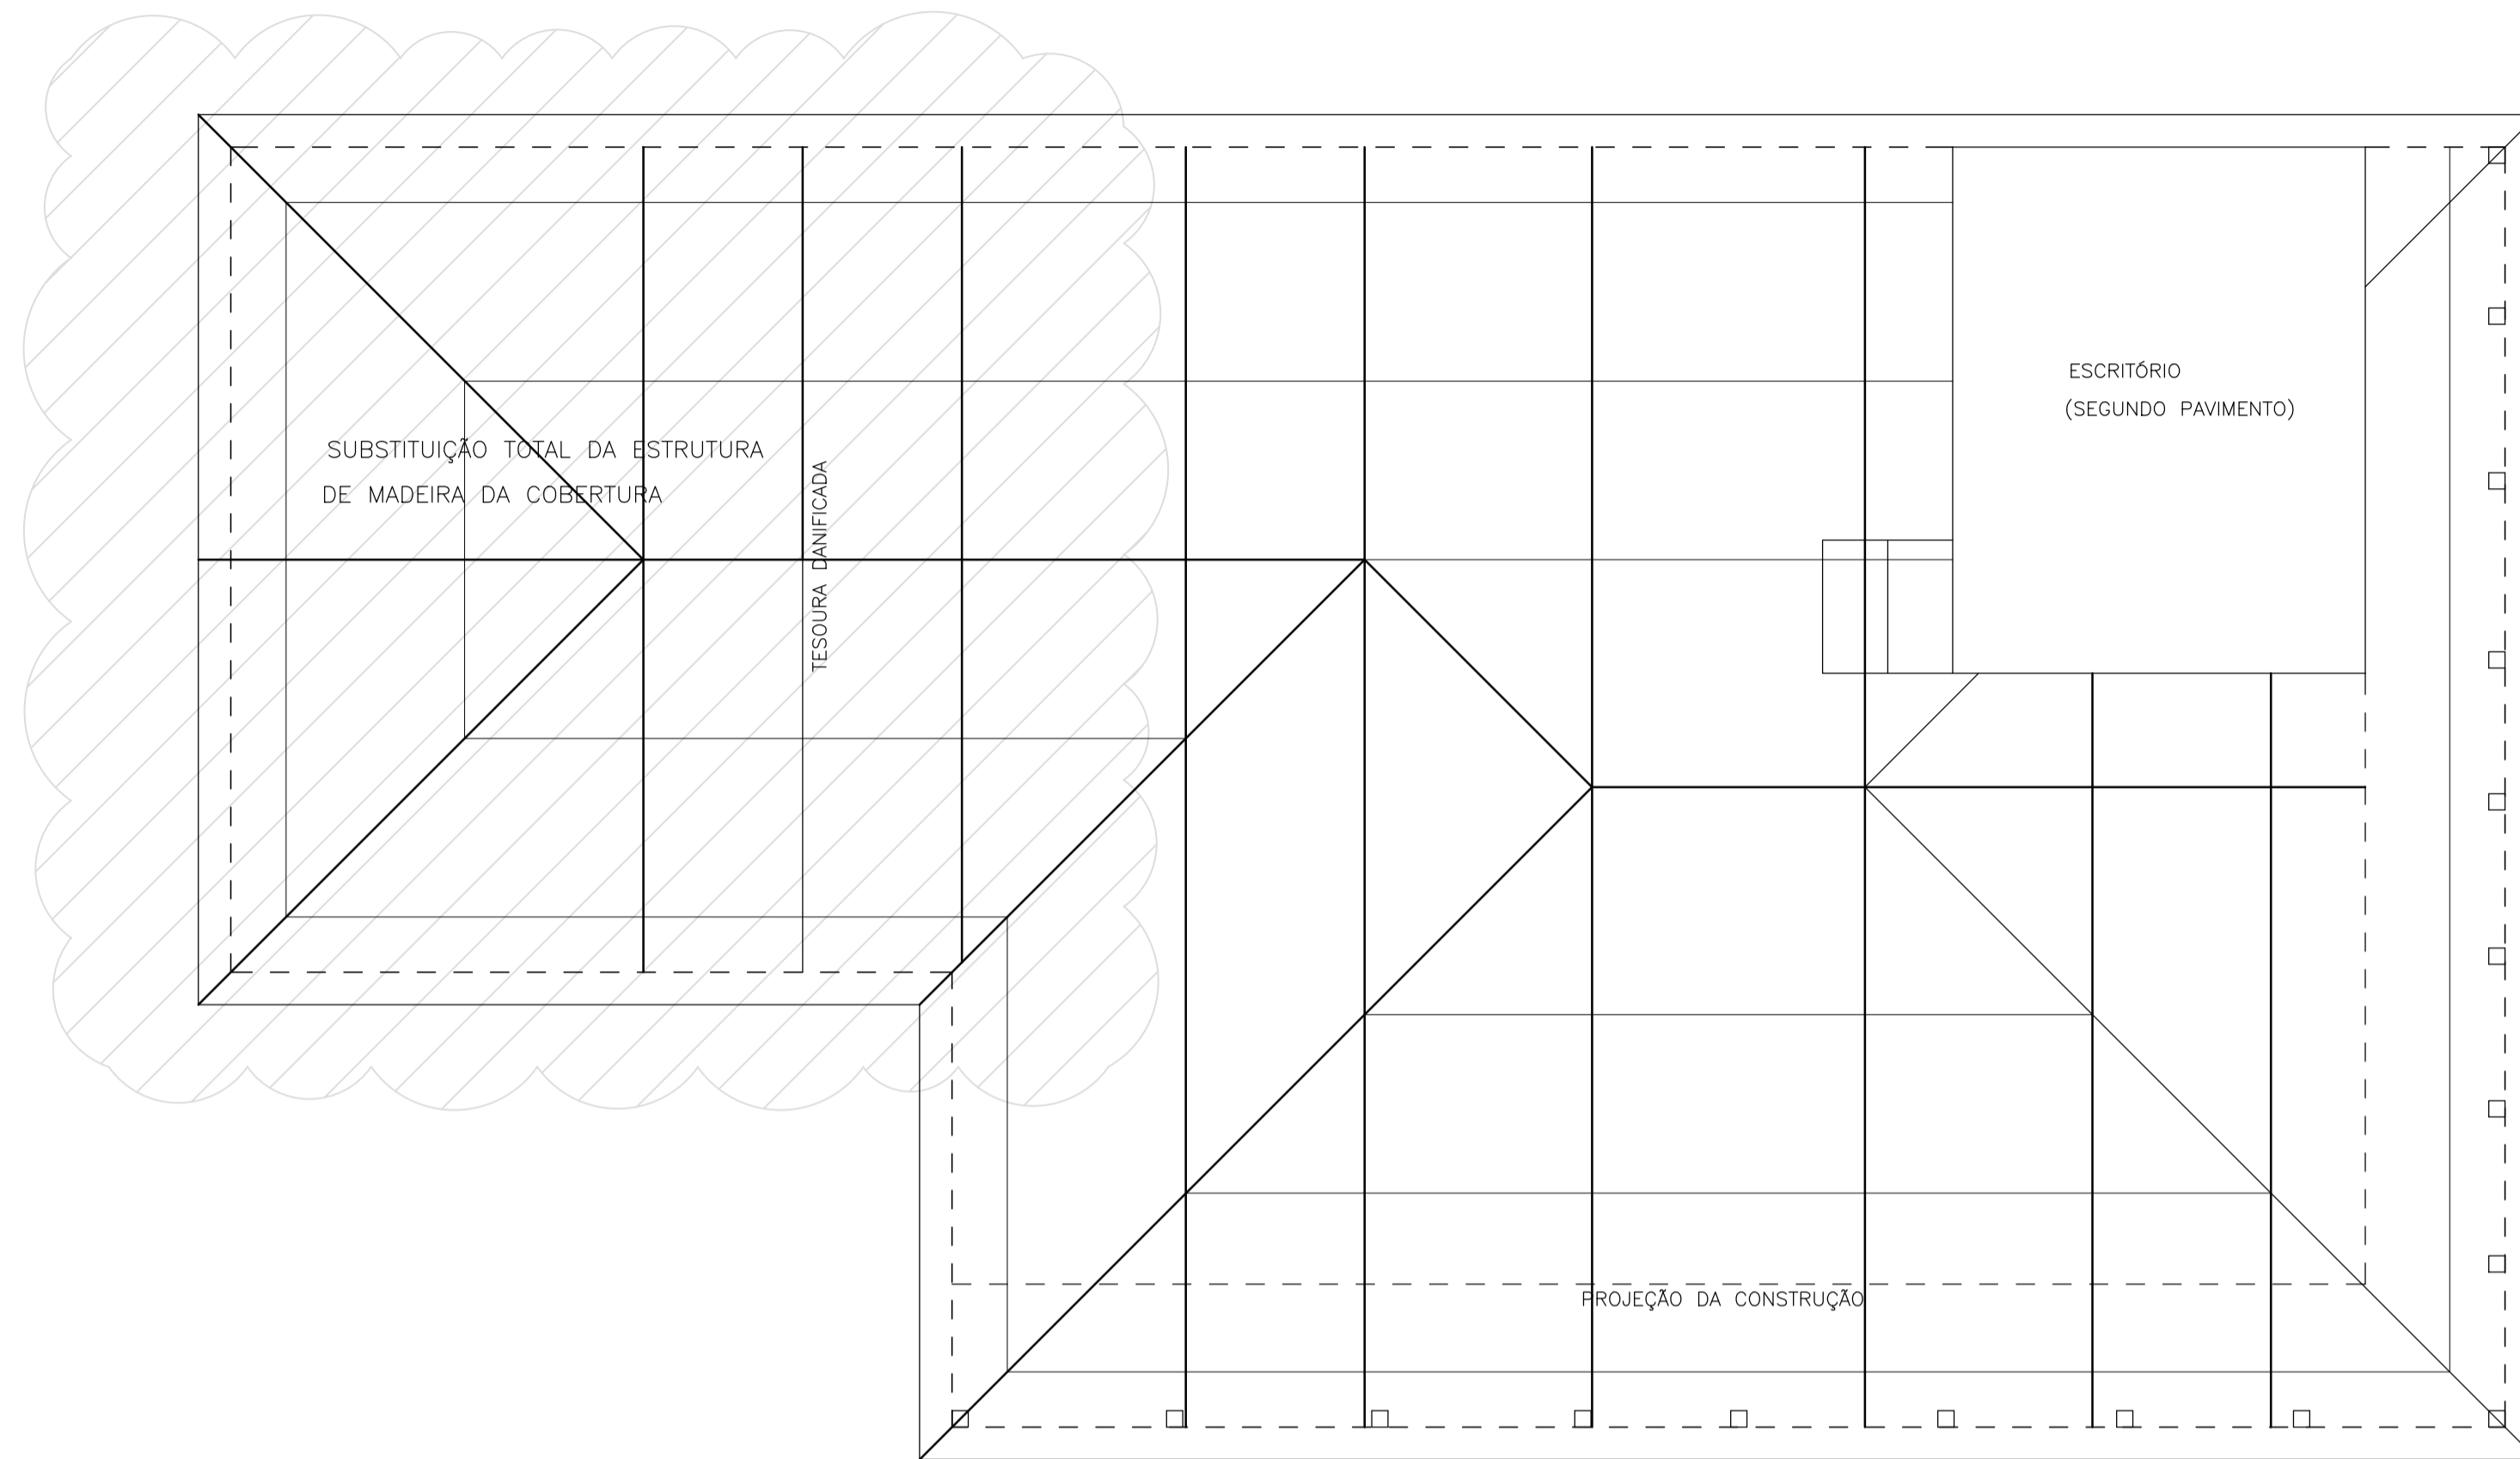 ESCRITÓRIO
(SEGUNDO PAVIMENTO)
SUBSTITUIÇÃO TOTAL DA ESTRUTURA
DE MADEIRA DA COBERTURA
TESOURA DANIFICADA
PROJEÇÃO DA CONSTRUÇÃO